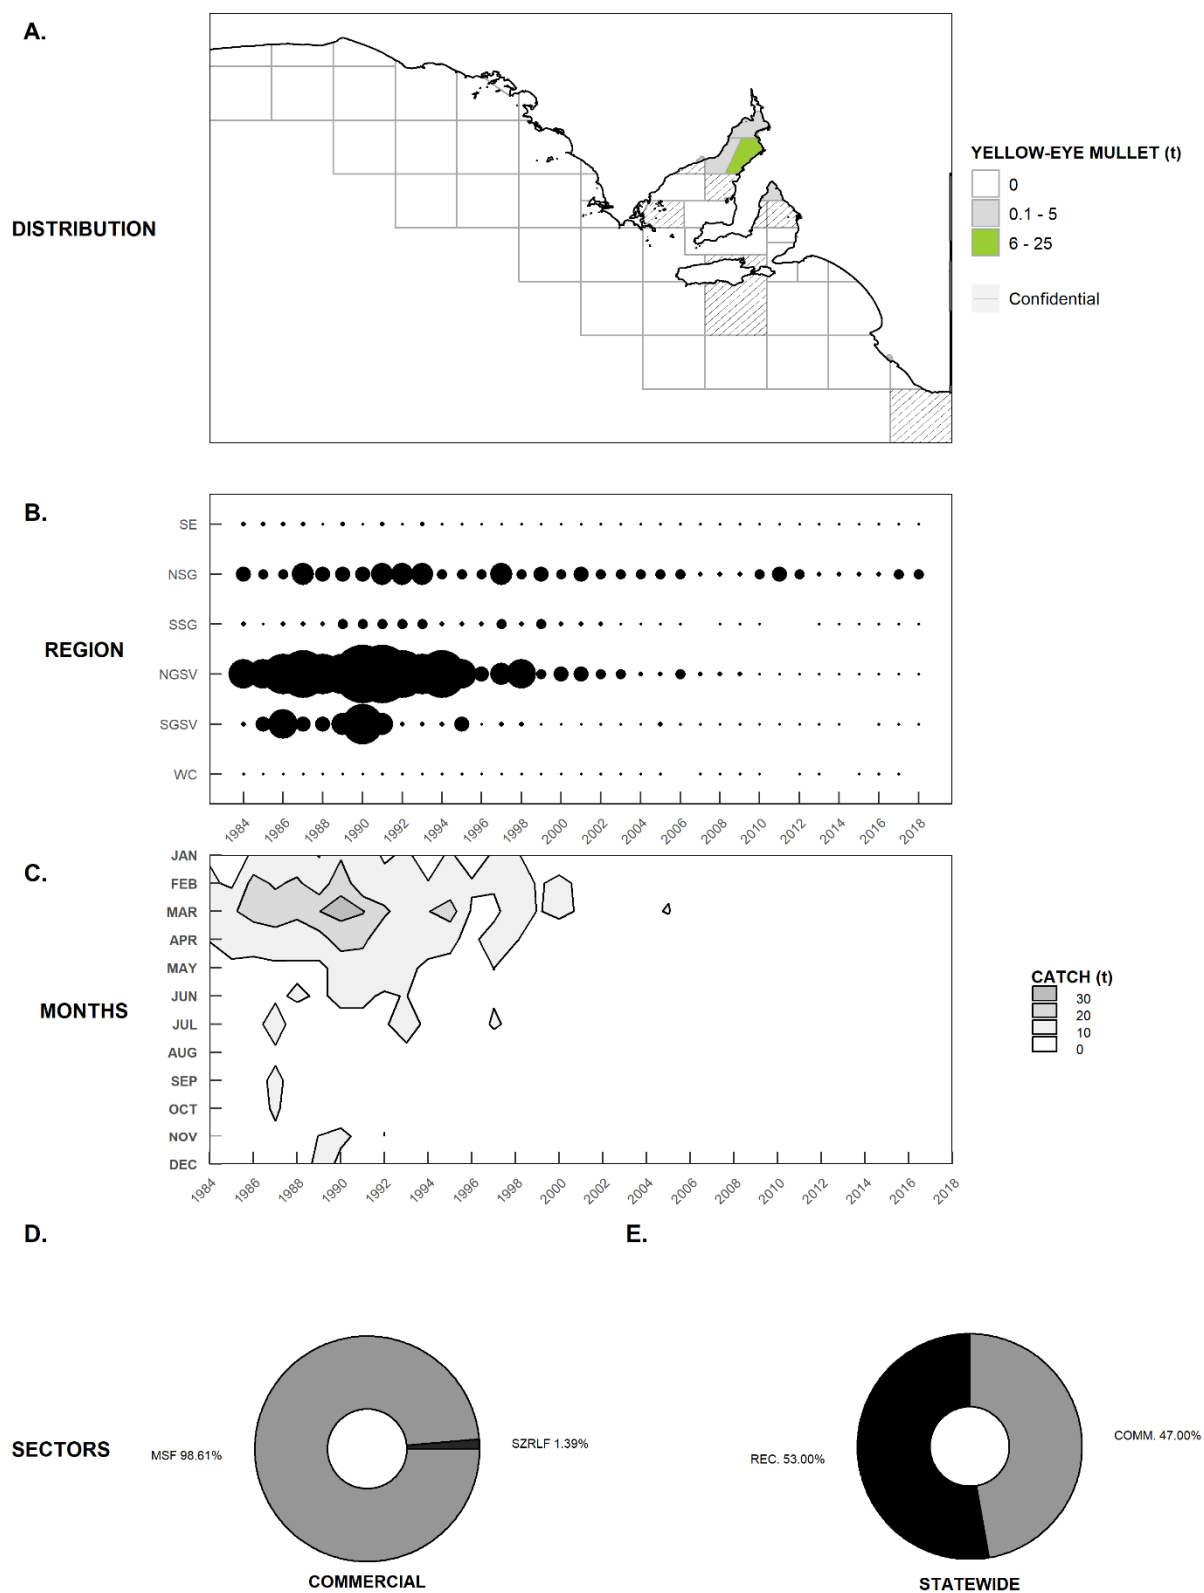 A.
DISTRIBUTION
YELLOW-EYE MULLET (t)
0
0.1 - 5
6 - 25
Confidential
B.
REGION
SE
NSG
SSG
NGSV
SGSV
WC
1984 1986 1988 1990 1992 1994 1996 1998 2000 2002 2004 2006 2008 2010 2012 2014 2016 2018
C.
MONTHS
JAN
FEB
MAR
APR
MAY
JUN
JUL
AUG
SEP
OCT
NOV
DEC
1984 1986 1988 1990 1992 1994 1996 1998 2000 2002 2004 2006 2008 2010 2012 2014 2016 2018
CATCH (t)
30
20
10
0
D.
E.
SECTORS
MSF 98.61%
SZRLF 1.39%
COMMERCIAL
REC. 53.00%
COMM. 47.00%
STATEWIDE